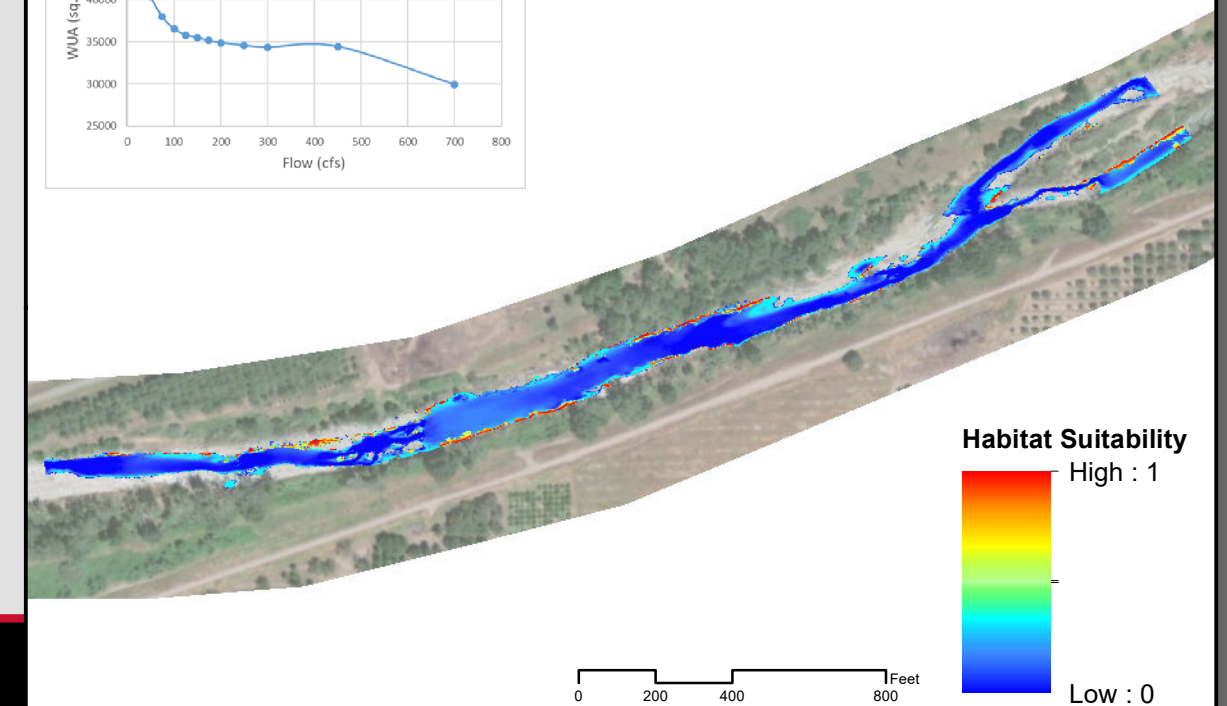 40000
WUA (sq.
35000
30000
25000
0 100 200 300 400 500 600 700 800
Flow (cfs)
Habitat Suitability
High : 1
Low : 0
Feet
0 200 400 800